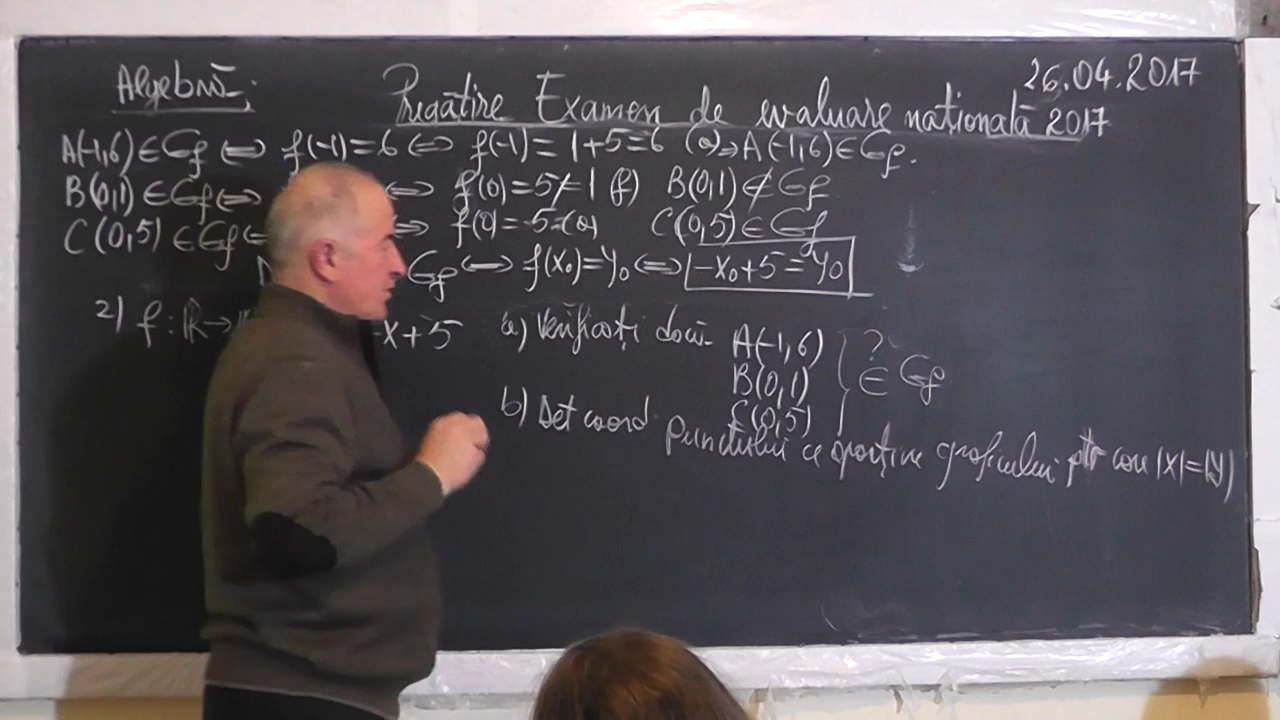 Algebră; Pregătire Examen de evaluare națională 2017 26.04.2017
A(-1,6)∈Gf ⟺ f(-1)=6 ⟺ f(-1)=1+5=6 (a)⇒A(-1,6)∈Gf.
B(0,1)∈Gf⟺ ⟺ f(0)=5≠1 (f) B(0,1)∉Gf
C(0,5)∈Gf ⟺ f(0)=5 (a) C(0,5)∈Gf
Gf ⟺ f(x₀)=y₀ ⟺ -x₀+5=y₀
2) f:ℝ→ -x+5 a) Verificați dacă A(-1,6)
B(0,1) ?∈ Gf
C(0,5)
b) Det coord. punctului ce aparține graficului ptr care |x|=|y|